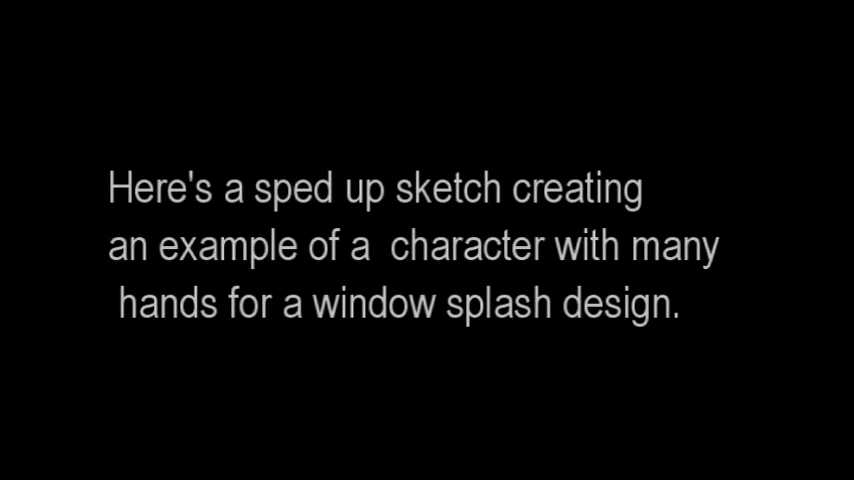 Here's a sped up sketch creating
an example of a  character with many
hands for a window splash design.